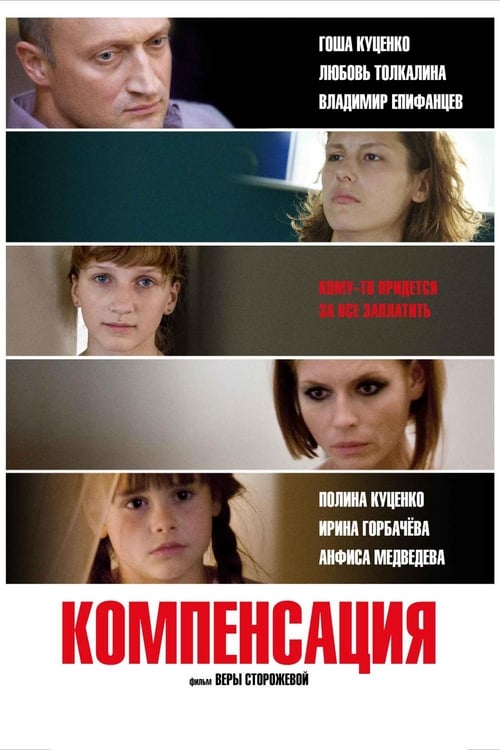 ГОША КУЦЕНКО
ЛЮБОВЬ ТОЛКАЛИНА
ВЛАДИМИР ЕПИФАНЦЕВ
КОМУ-ТО ПРИДЕТСЯ
ЗА ВСЕ ЗАПЛАТИТЬ
ПОЛИНА КУЦЕНКО
ИРИНА ГОРБАЧЁВА
АНФИСА МЕДВЕДЕВА
КОМПЕНСАЦИЯ
фильм ВЕРЫ СТОРОЖЕВОЙ